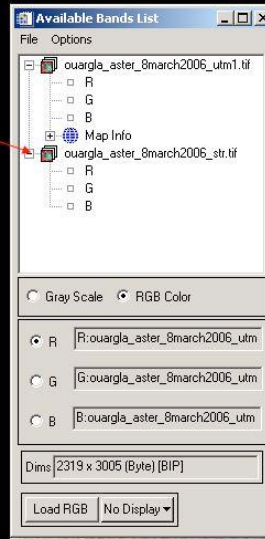 Available Bands List
File Options
ouargla_aster_8march2006_utm1.tif
R
G
B
Map Info
ouargla_aster_8march2006_str.tif
R
G
B
Gray Scale RGB Color
R R:ouargla_aster_8march2006_utm
G G:ouargla_aster_8march2006_utm
B B:ouargla_aster_8march2006_utm
Dims 2319 x 3005 (Byte) [BIP]
Load RGB No Display